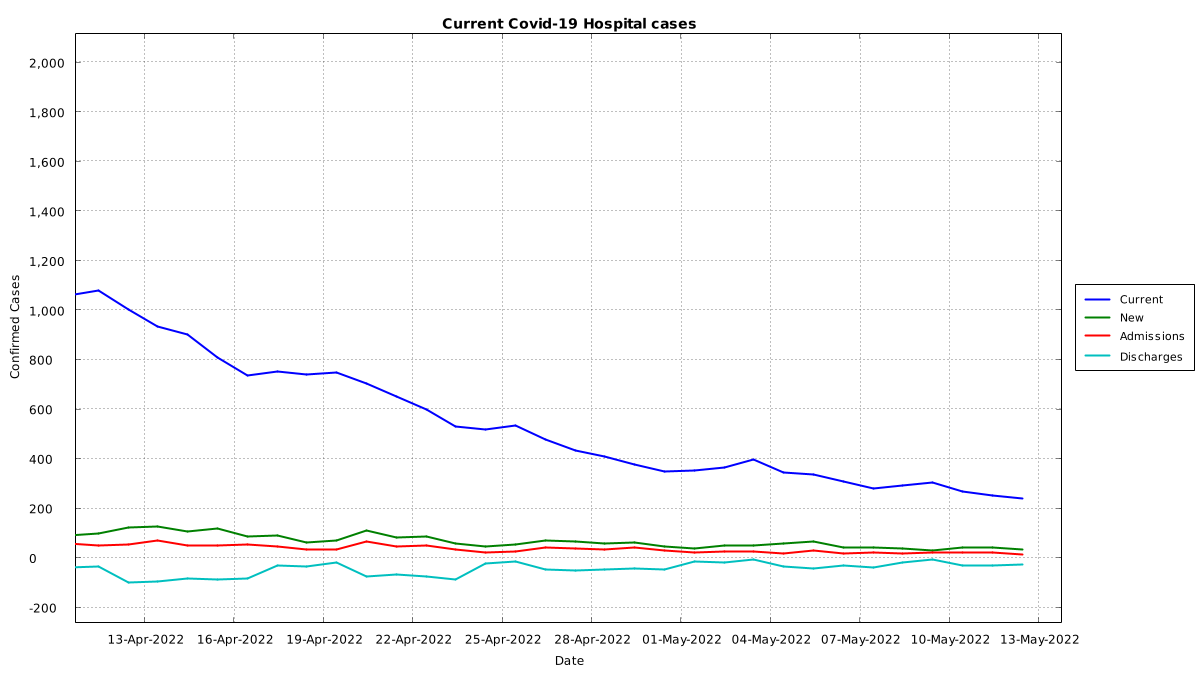 Current Covid-19 Hospital cases
2,000
1,800
1,600
1,400
1,200
1,000
800
600
400
200
0
-200
Confirmed Cases
13-Apr-2022 16-Apr-2022 19-Apr-2022 22-Apr-2022 25-Apr-2022 28-Apr-2022 01-May-2022 04-May-2022 07-May-2022 10-May-2022 13-May-2022
Date
Current
New
Admissions
Discharges